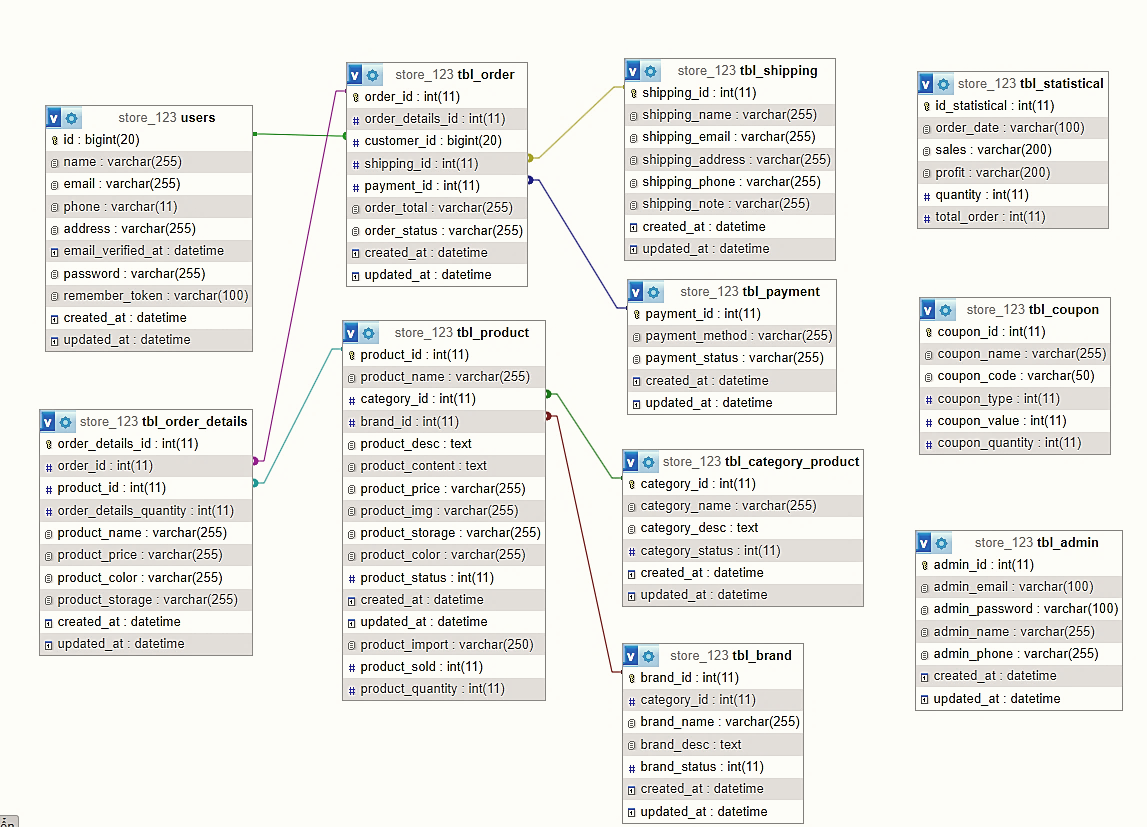 store_123 users
id : bigint(20)
name : varchar(255)
email : varchar(255)
phone : varchar(11)
address : varchar(255)
email_verified_at : datetime
password : varchar(255)
remember_token : varchar(100)
created_at : datetime
updated_at : datetime
store_123 tbl_order_details
order_details_id : int(11)
order_id : int(11)
product_id : int(11)
order_details_quantity : int(11)
product_name : varchar(255)
product_price : varchar(255)
product_color : varchar(255)
product_storage : varchar(255)
created_at : datetime
updated_at : datetime
store_123 tbl_order
order_id : int(11)
order_details_id : int(11)
customer_id : bigint(20)
shipping_id : int(11)
payment_id : int(11)
order_total : varchar(255)
order_status : varchar(255)
created_at : datetime
updated_at : datetime
store_123 tbl_product
product_id : int(11)
product_name : varchar(255)
category_id : int(11)
brand_id : int(11)
product_desc : text
product_content : text
product_price : varchar(255)
product_img : varchar(255)
product_storage : varchar(255)
product_color : varchar(255)
product_status : int(11)
created_at : datetime
updated_at : datetime
product_import : varchar(250)
product_sold : int(11)
product_quantity : int(11)
store_123 tbl_shipping
shipping_id : int(11)
shipping_name : varchar(255)
shipping_email : varchar(255)
shipping_address : varchar(255)
shipping_phone : varchar(255)
shipping_note : varchar(255)
created_at : datetime
updated_at : datetime
store_123 tbl_payment
payment_id : int(11)
payment_method : varchar(255)
payment_status : varchar(255)
created_at : datetime
updated_at : datetime
store_123 tbl_category_product
category_id : int(11)
category_name : varchar(255)
category_desc : text
category_status : int(11)
created_at : datetime
updated_at : datetime
store_123 tbl_brand
brand_id : int(11)
category_id : int(11)
brand_name : varchar(255)
brand_desc : text
brand_status : int(11)
created_at : datetime
updated_at : datetime
store_123 tbl_statistical
id_statistical : int(11)
order_date : varchar(100)
sales : varchar(200)
profit : varchar(200)
quantity : int(11)
total_order : int(11)
store_123 tbl_coupon
coupon_id : int(11)
coupon_name : varchar(255)
coupon_code : varchar(50)
coupon_type : int(11)
coupon_value : int(11)
coupon_quantity : int(11)
store_123 tbl_admin
admin_id : int(11)
admin_email : varchar(100)
admin_password : varchar(100)
admin_name : varchar(255)
admin_phone : varchar(255)
created_at : datetime
updated_at : datetime